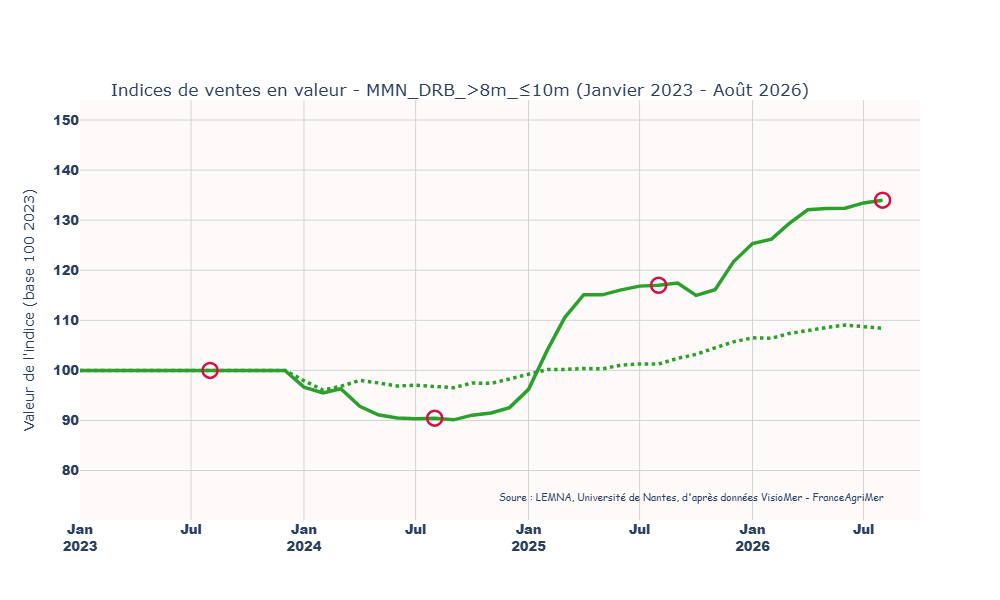 Indices de ventes en valeur - MMN_DRB_>8m_≤10m (Janvier 2023 - Août 2026)
Valeur de l'indice (base 100 2023)
150
140
130
120
110
100
90
80
Soure : LEMNA, Université de Nantes, d'après données VisioMer - FranceAgriMer
Jan Jul Jan Jul Jan Jul Jan Jul
2023 2024 2025 2026